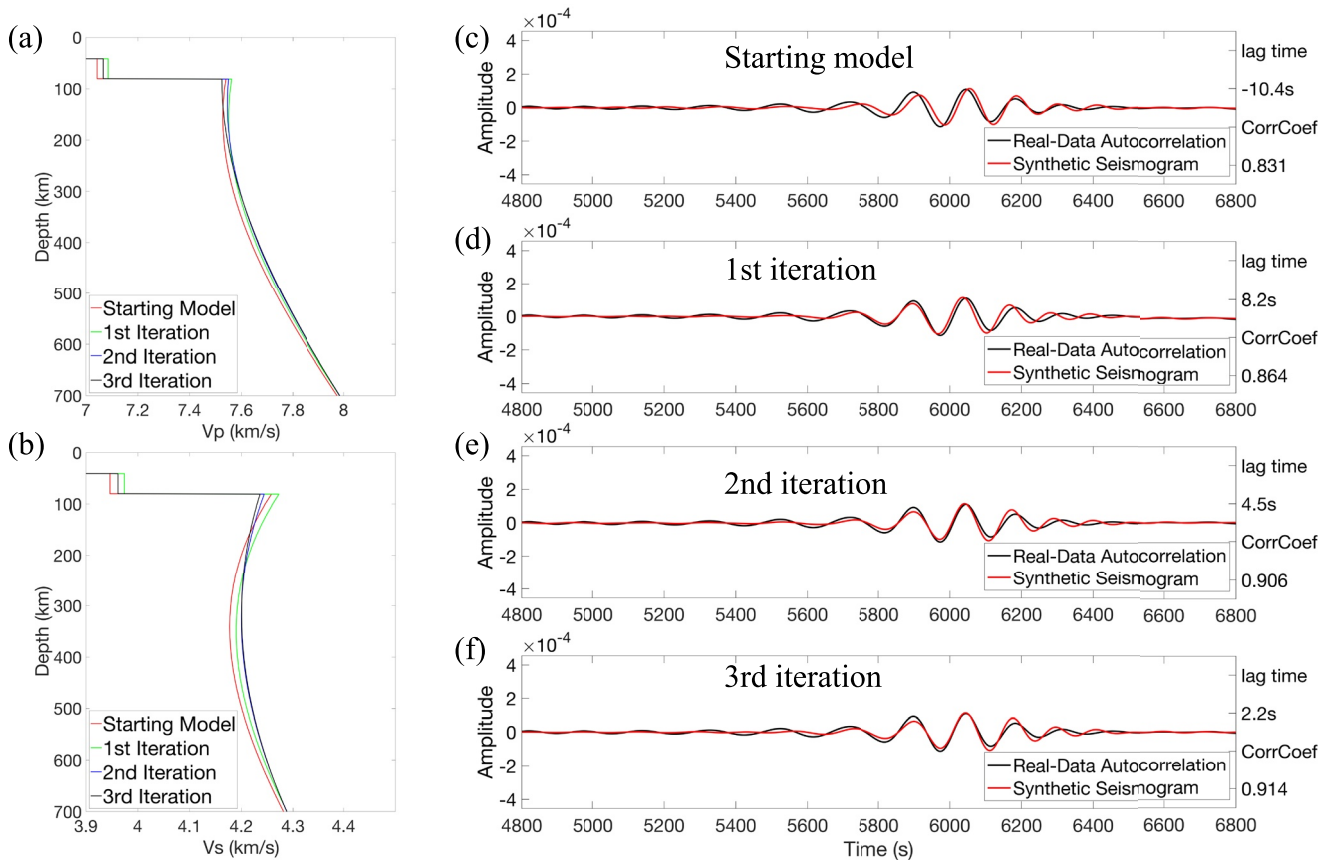 (a)
0
100
200
300
400
500
600
700
Depth (km)
Starting Model
1st Iteration
2nd Iteration
3rd Iteration
7 7.2 7.4 7.6 7.8 8
Vp (km/s)
(b)
0
100
200
300
400
500
600
700
Depth (km)
Starting Model
1st Iteration
2nd Iteration
3rd Iteration
3.9 4 4.1 4.2 4.3 4.4
Vs (km/s)
(c)
×10-4
4
2
0
-2
-4
Amplitude
Starting model
Real-Data Autocorrelation
Synthetic Seismogram
lag time
-10.4s
CorrCoef
0.831
4800 5000 5200 5400 5600 5800 6000 6200 6400 6600 6800
(d)
×10-4
4
2
0
-2
-4
Amplitude
1st iteration
Real-Data Autocorrelation
Synthetic Seismogram
lag time
8.2s
CorrCoef
0.864
4800 5000 5200 5400 5600 5800 6000 6200 6400 6600 6800
(e)
×10-4
4
2
0
-2
-4
Amplitude
2nd iteration
Real-Data Autocorrelation
Synthetic Seismogram
lag time
4.5s
CorrCoef
0.906
4800 5000 5200 5400 5600 5800 6000 6200 6400 6600 6800
(f)
×10-4
4
2
0
-2
-4
Amplitude
3rd iteration
Real-Data Autocorrelation
Synthetic Seismogram
lag time
2.2s
CorrCoef
0.914
4800 5000 5200 5400 5600 5800 6000 6200 6400 6600 6800
Time (s)